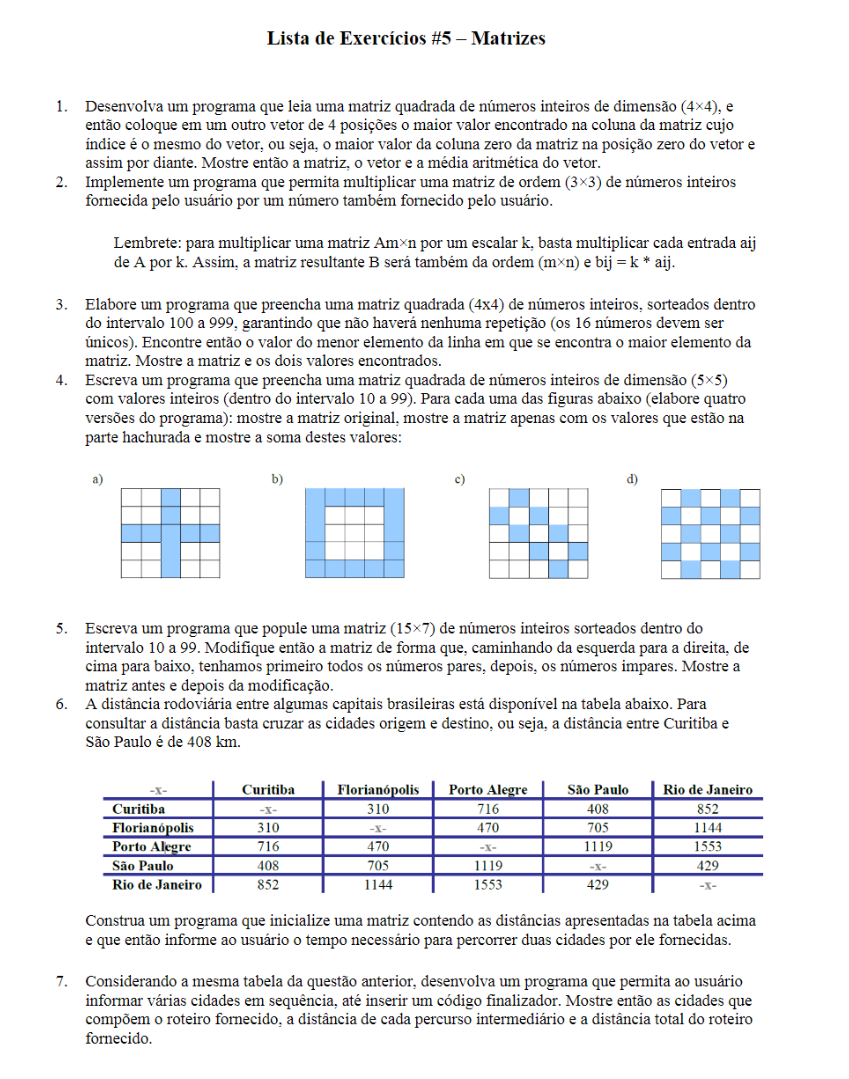 Lista de Exercícios #5 – Matrizes
1. Desenvolva um programa que leia uma matriz quadrada de números inteiros de dimensão (4×4), e
então coloque em um outro vetor de 4 posições o maior valor encontrado na coluna da matriz cujo
índice é o mesmo do vetor, ou seja, o maior valor da coluna zero da matriz na posição zero do vetor e
assim por diante. Mostre então a matriz, o vetor e a média aritmética do vetor.
2. Implemente um programa que permita multiplicar uma matriz de ordem (3×3) de números inteiros
fornecida pelo usuário por um número também fornecido pelo usuário.
Lembrete: para multiplicar uma matriz Am×n por um escalar k, basta multiplicar cada entrada aij
de A por k. Assim, a matriz resultante B será também da ordem (m×n) e bij = k * aij.
3. Elabore um programa que preencha uma matriz quadrada (4x4) de números inteiros, sorteados dentro
do intervalo 100 a 999, garantindo que não haverá nenhuma repetição (os 16 números devem ser
únicos). Encontre então o valor do menor elemento da linha em que se encontra o maior elemento da
matriz. Mostre a matriz e os dois valores encontrados.
4. Escreva um programa que preencha uma matriz quadrada de números inteiros de dimensão (5×5)
com valores inteiros (dentro do intervalo 10 a 99). Para cada uma das figuras abaixo (elabore quatro
versões do programa): mostre a matriz original, mostre a matriz apenas com os valores que estão na
parte hachurada e mostre a soma destes valores:
a) b) c) d)
5. Escreva um programa que popule uma matriz (15×7) de números inteiros sorteados dentro do
intervalo 10 a 99. Modifique então a matriz de forma que, caminhando da esquerda para a direita, de
cima para baixo, tenhamos primeiro todos os números pares, depois, os números impares. Mostre a
matriz antes e depois da modificação.
6. A distância rodoviária entre algumas capitais brasileiras está disponível na tabela abaixo. Para
consultar a distância basta cruzar as cidades origem e destino, ou seja, a distância entre Curitiba e
São Paulo é de 408 km.
-x- Curitiba Florianópolis Porto Alegre São Paulo Rio de Janeiro
Curitiba -x- 310 716 408 852
Florianópolis 310 -x- 470 705 1144
Porto Alegre 716 470 -x- 1119 1553
São Paulo 408 705 1119 -x- 429
Rio de Janeiro 852 1144 1553 429 -x-
Construa um programa que inicialize uma matriz contendo as distâncias apresentadas na tabela acima
e que então informe ao usuário o tempo necessário para percorrer duas cidades por ele fornecidas.
7. Considerando a mesma tabela da questão anterior, desenvolva um programa que permita ao usuário
informar várias cidades em sequência, até inserir um código finalizador. Mostre então as cidades que
compõem o roteiro fornecido, a distância de cada percurso intermediário e a distância total do roteiro
fornecido.